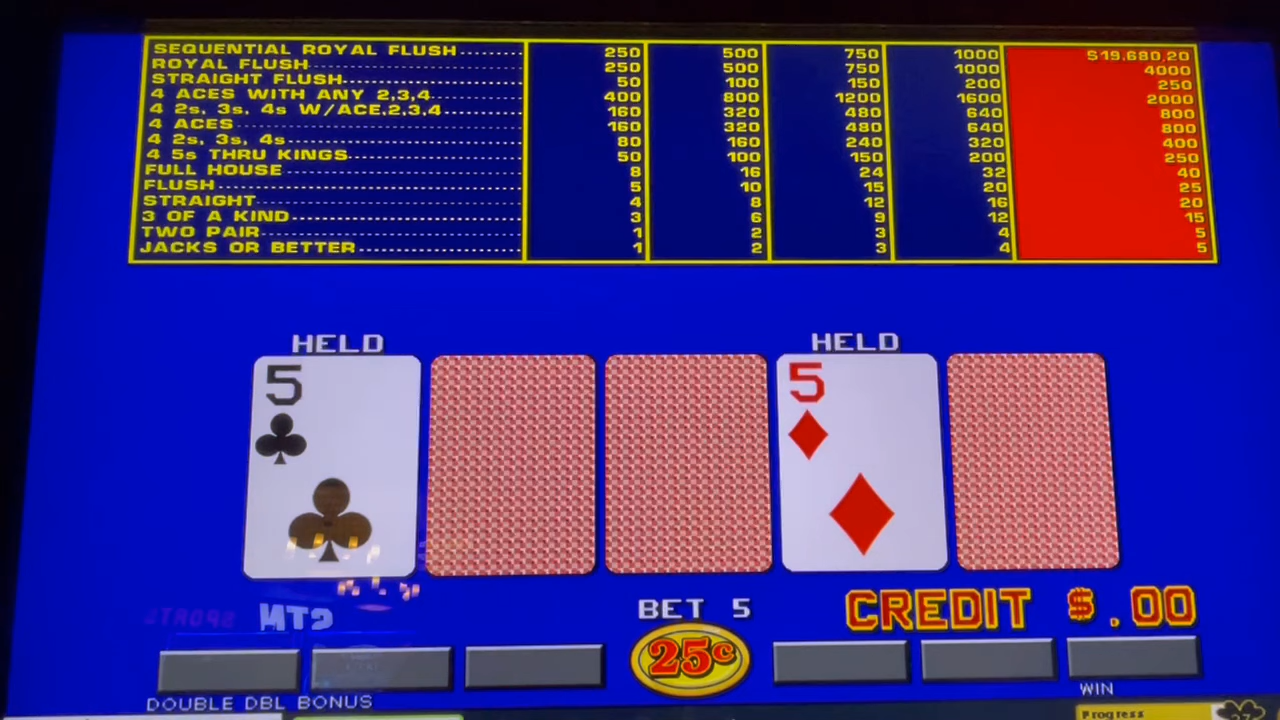 SEQUENTIAL ROYAL FLUSH 250 500 750 1000 $19,680,20
ROYAL FLUSH 250 500 750 1000 4000
STRAIGHT FLUSH 50 100 150 200 250
4 ACES WITH ANY 2,3,4 400 800 1200 1600 2000
4 2s, 3s, 4s W/ACE,2,3,4 160 320 480 640 800
4 ACES 160 320 480 640 800
4 2s, 3s, 4s 80 160 240 320 400
4 5s THRU KINGS 50 100 150 200 250
FULL HOUSE 8 16 24 32 40
FLUSH 5 10 15 20 25
STRAIGHT 4 8 12 16 20
3 OF A KIND 3 6 9 12 15
TWO PAIR 1 2 3 4 5
JACKS OR BETTER 1 2 3 4 5
HELD HELD
5 5
BET 5 CREDIT $.00
25¢
DOUBLE DBL BONUS WIN
Progress